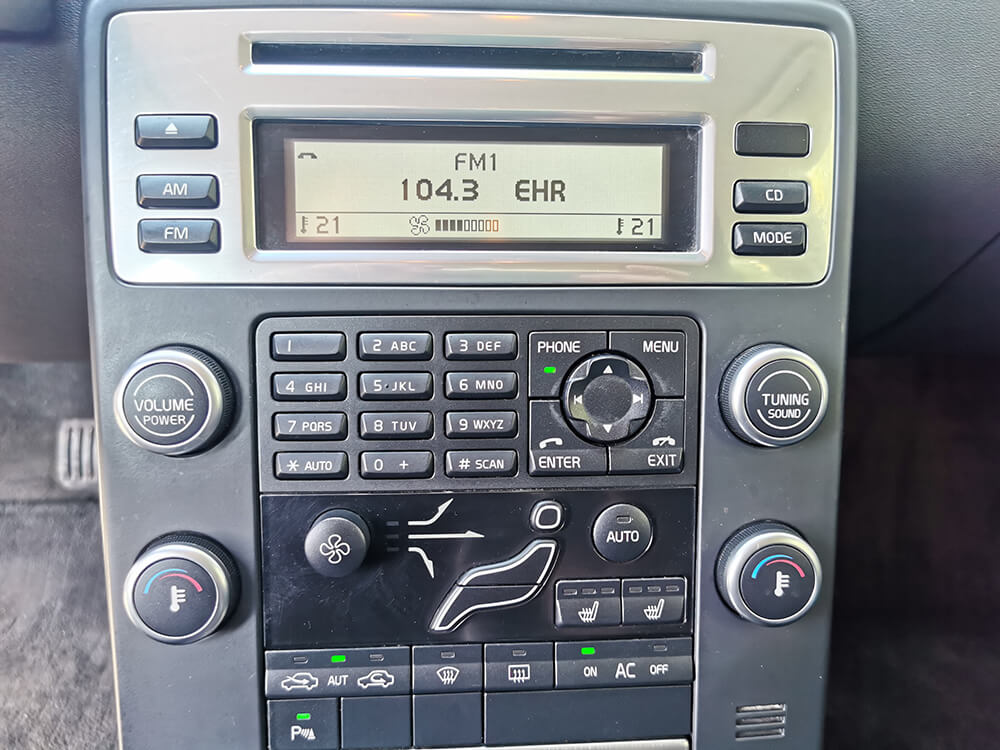 FM1
104.3 EHR
21 21
AM
FM
CD
MODE
1 2 ABC 3 DEF
4 GHI 5 JKL 6 MNO
7 PQRS 8 TUV 9 WXYZ
* AUTO 0 + # SCAN
PHONE MENU
ENTER EXIT
VOLUME
POWER
TUNING
SOUND
AUTO
AUT
ON AC OFF
P